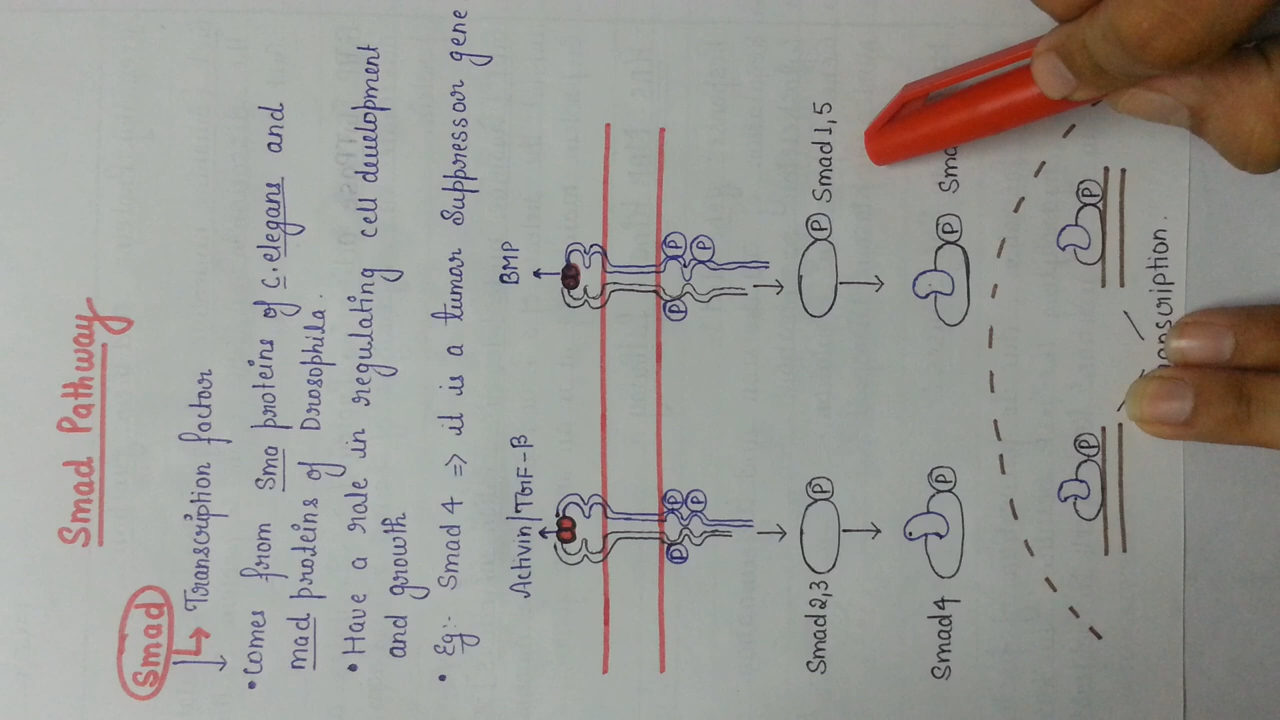 Smad Pathway
Smad
↳ Transcription factor
• Comes from Sma proteins of C.elegans and
mad proteins of Drosophila.
• Have a role in regulating cell development
and growth
• Eg:- Smad 4 => it is a tumor suppressor gene
Activin/TGF-β
BMP
P P P
P P P
Smad 2,3 P
P Smad 1,5
Smad 4 P
P
P
P